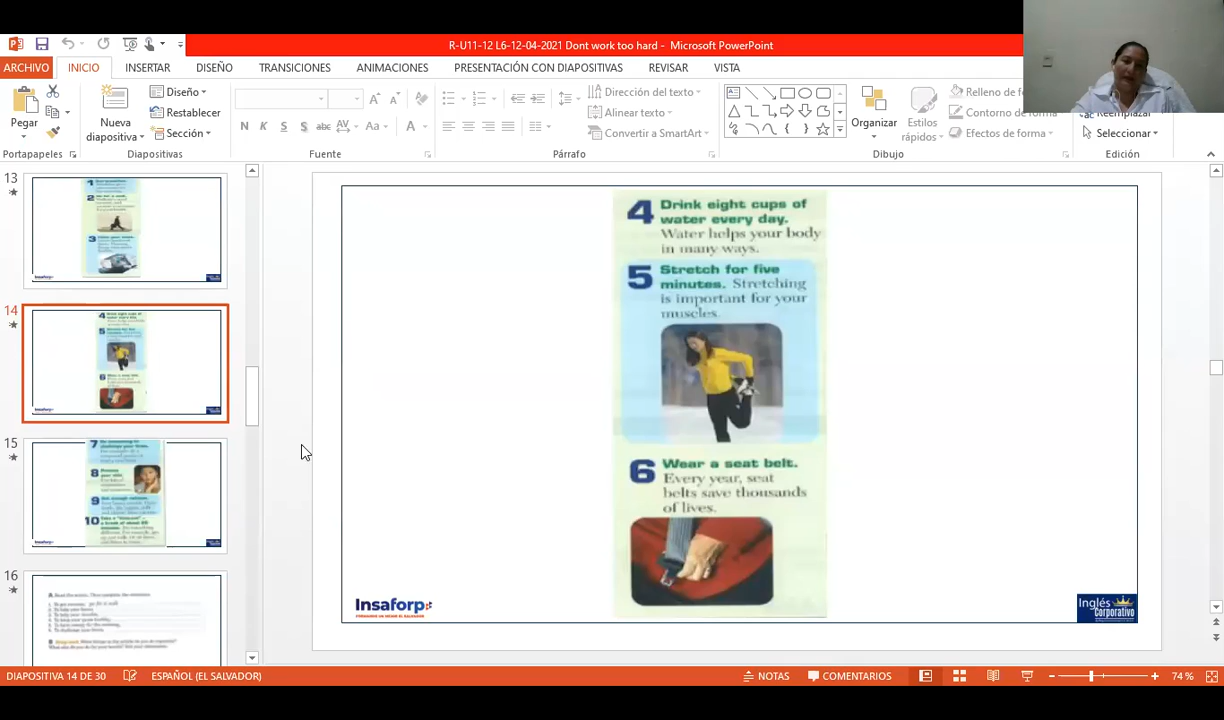 R-U11-12 L6-12-04-2021 Dont work too hard - Microsoft PowerPoint
ARCHIVO INICIO INSERTAR DISEÑO TRANSICIONES ANIMACIONES PRESENTACIÓN CON DIAPOSITIVAS REVISAR VISTA
Pegar
Nueva diapositiva
Diseño
Restablecer
Sección
N K S S abc AV Aa A
Dirección del texto
Alinear texto
Convertir a SmartArt
Organizar
Estilos rápidos
Relleno de forma
Contorno de forma
Efectos de forma
Reemplazar
Seleccionar
Portapapeles Diapositivas Fuente Párrafo Dibujo Edición
13
14
15
16
4 Drink eight cups of
water every day.
Water helps your body
in many ways.
5 Stretch for five
minutes. Stretching
is important for your
muscles.
6 Wear a seat belt.
Every year, seat
belts save thousands
of lives.
Insaforp
Inglés
Corporativo
DIAPOSITIVA 14 DE 30 ESPAÑOL (EL SALVADOR) NOTAS COMENTARIOS 74 %